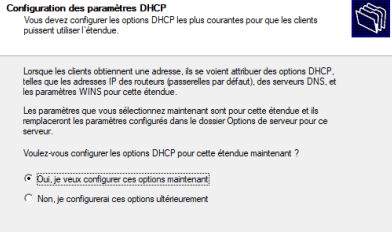 Configuration des paramètres DHCP
Vous devez configurer les options DHCP les plus courantes pour que les clients
puissent utiliser l'étendue.
Lorsque les clients obtiennent une adresse, ils se voient attribuer des options DHCP,
telles que les adresses IP des routeurs (passerelles par défaut), des serveurs DNS, et
les paramètres WINS pour cette étendue.
Les paramètres que vous sélectionnez maintenant sont pour cette étendue et ils
remplaceront les paramètres configurés dans le dossier Options de serveur pour ce
serveur.
Voulez-vous configurer les options DHCP pour cette étendue maintenant ?
Oui, je veux configurer ces options maintenant
Non, je configurerai ces options ultérieurement